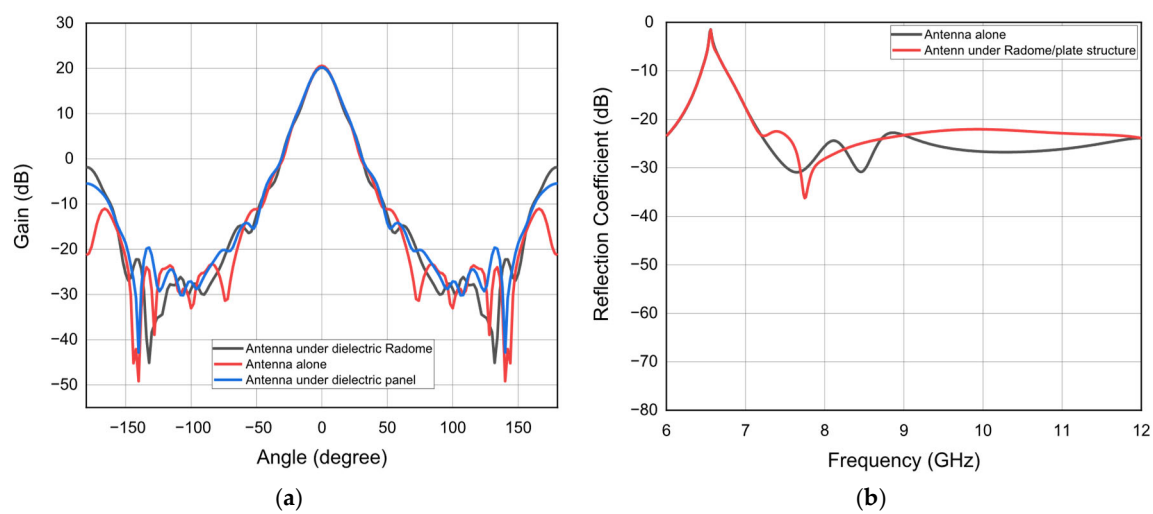 30
20
10
0
−10
−20
−30
−40
−50
Gain (dB)
−150 −100 −50 0 50 100 150
Angle (degree)
Antenna under dielectric Radome
Antenna alone
Antenna under dielectric panel
(a)
0
−10
−20
−30
−40
−50
−60
−70
−80
Reflection Coefficient (dB)
6 7 8 9 10 11 12
Frequency (GHz)
Antenna alone
Antenn under Radome/plate structure
(b)